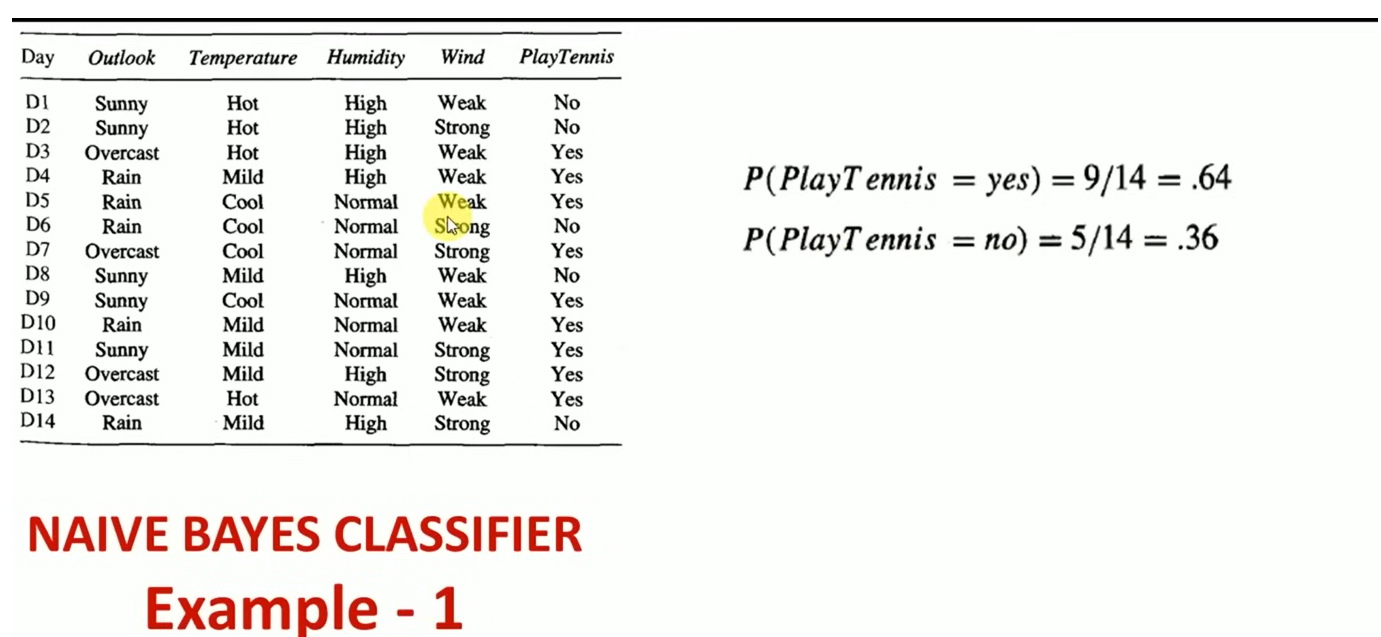 Day Outlook Temperature Humidity Wind PlayTennis
D1 Sunny Hot High Weak No
D2 Sunny Hot High Strong No
D3 Overcast Hot High Weak Yes
D4 Rain Mild High Weak Yes
D5 Rain Cool Normal Weak Yes
D6 Rain Cool Normal Strong No
D7 Overcast Cool Normal Strong Yes
D8 Sunny Mild High Weak No
D9 Sunny Cool Normal Weak Yes
D10 Rain Mild Normal Weak Yes
D11 Sunny Mild Normal Strong Yes
D12 Overcast Mild High Strong Yes
D13 Overcast Hot Normal Weak Yes
D14 Rain Mild High Strong No
P(PlayTennis = yes) = 9/14 = .64
P(PlayTennis = no) = 5/14 = .36
NAIVE BAYES CLASSIFIER
Example - 1